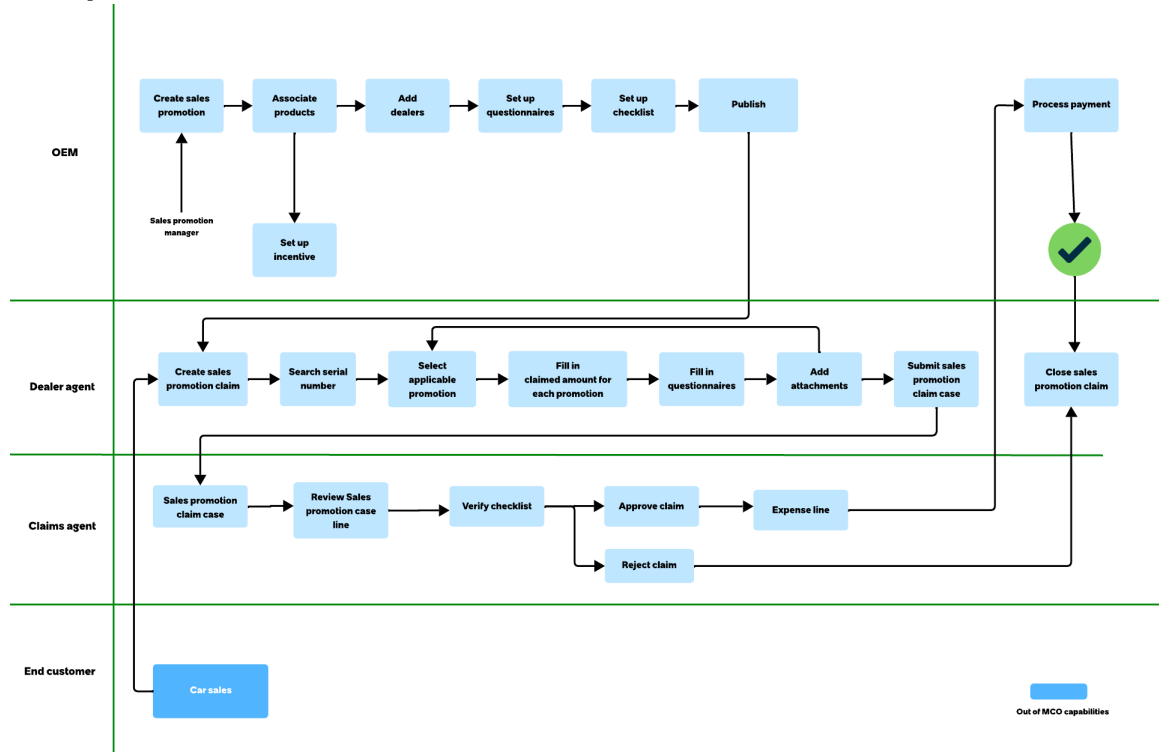 Create sales
promotion
Associate
products
Add
dealers
Set up
questionnaires
Set up
checklist
Publish
Process payment
OEM
Sales promotion
manager
Set up
incentive
Dealer agent
Create sales
promotion claim
Search serial
number
Select
applicable
promotion
Fill in
claimed amount for
each promotion
Fill in
questionnaires
Add
attachments
Submit sales
promotion
claim case
Close sales
promotion claim
Claims agent
Sales promotion
claim case
Review Sales
promotion case
line
Verify checklist
Approve claim
Expense line
Reject claim
End customer
Car sales
Out of MCO capabilities